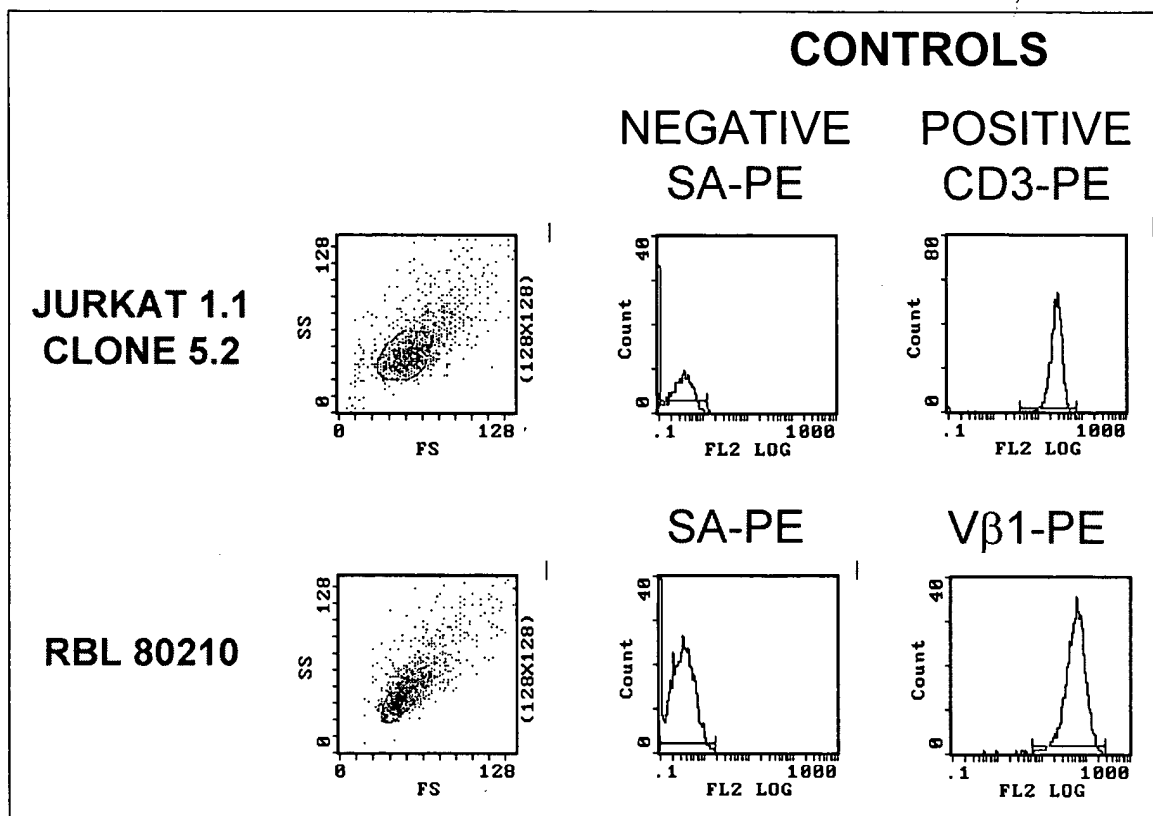 CONTROLS
NEGATIVE POSITIVE
SA-PE CD3-PE
JURKAT 1.1
CLONE 5.2
128
SS
0
0 128
FS
(128X128)
40
Count
0
.1 1000
FL2 LOG
80
Count
0
.1 1000
FL2 LOG
SA-PE Vβ1-PE
RBL 80210
128
SS
0
0 128
FS
(128X128)
40
Count
0
.1 1000
FL2 LOG
40
Count
0
.1 1000
FL2 LOG